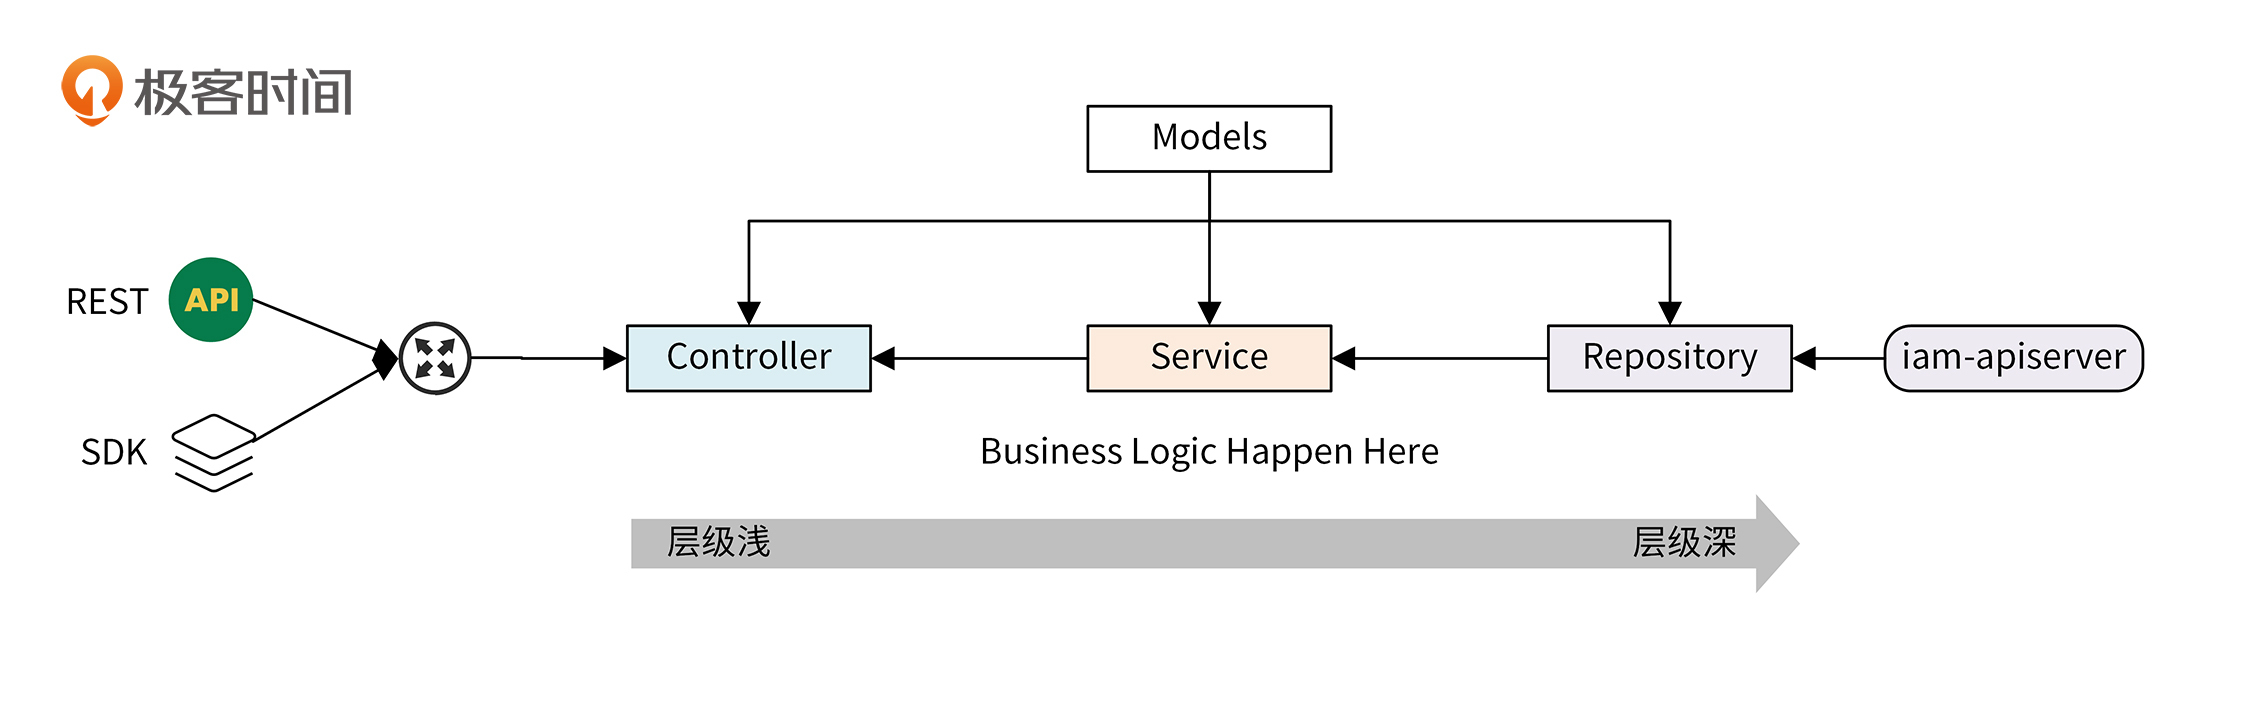 极客时间
Models
REST
API
Controller
Service
Repository
iam-apiserver
SDK
Business Logic Happen Here
层级浅
层级深